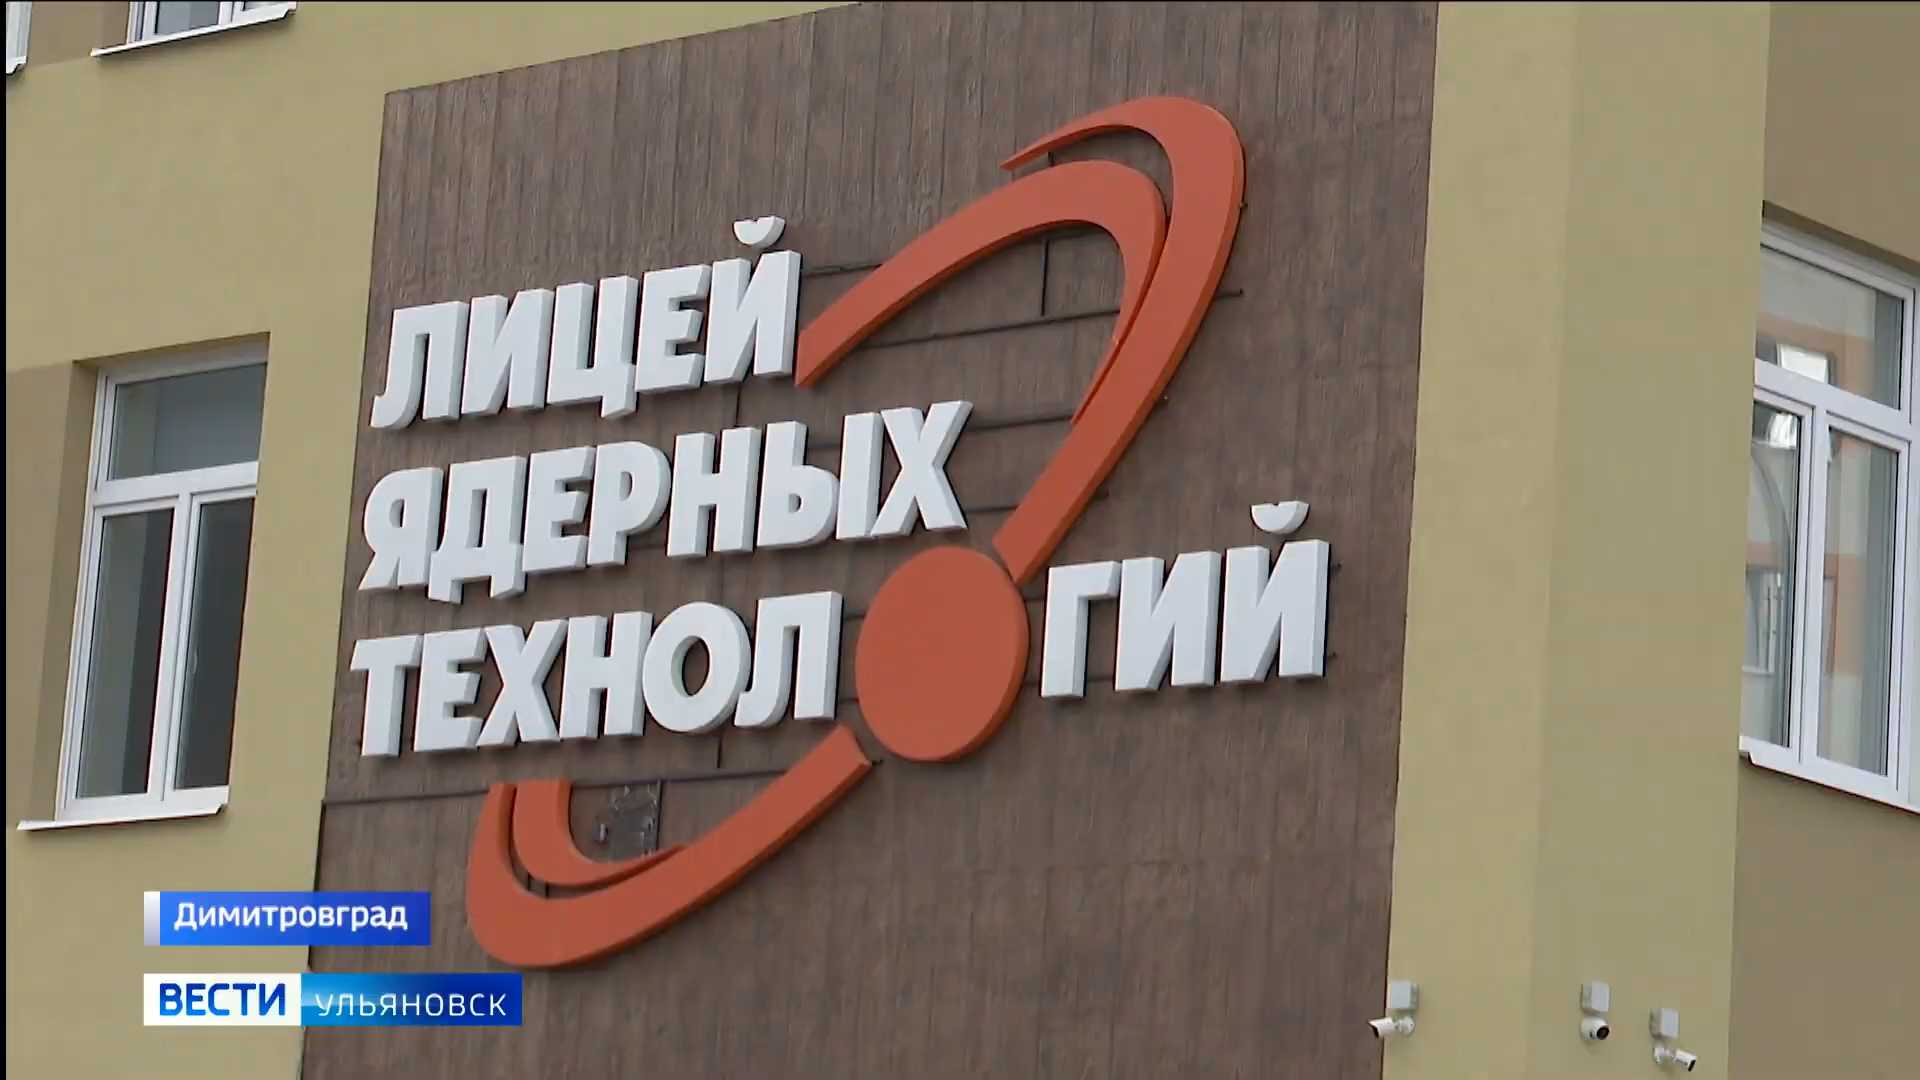 ЛИЦЕЙ
ЯДЕРНЫХ
ТЕХНОЛОГИЙ
Димитровград
ВЕСТИ УЛЬЯНОВСК